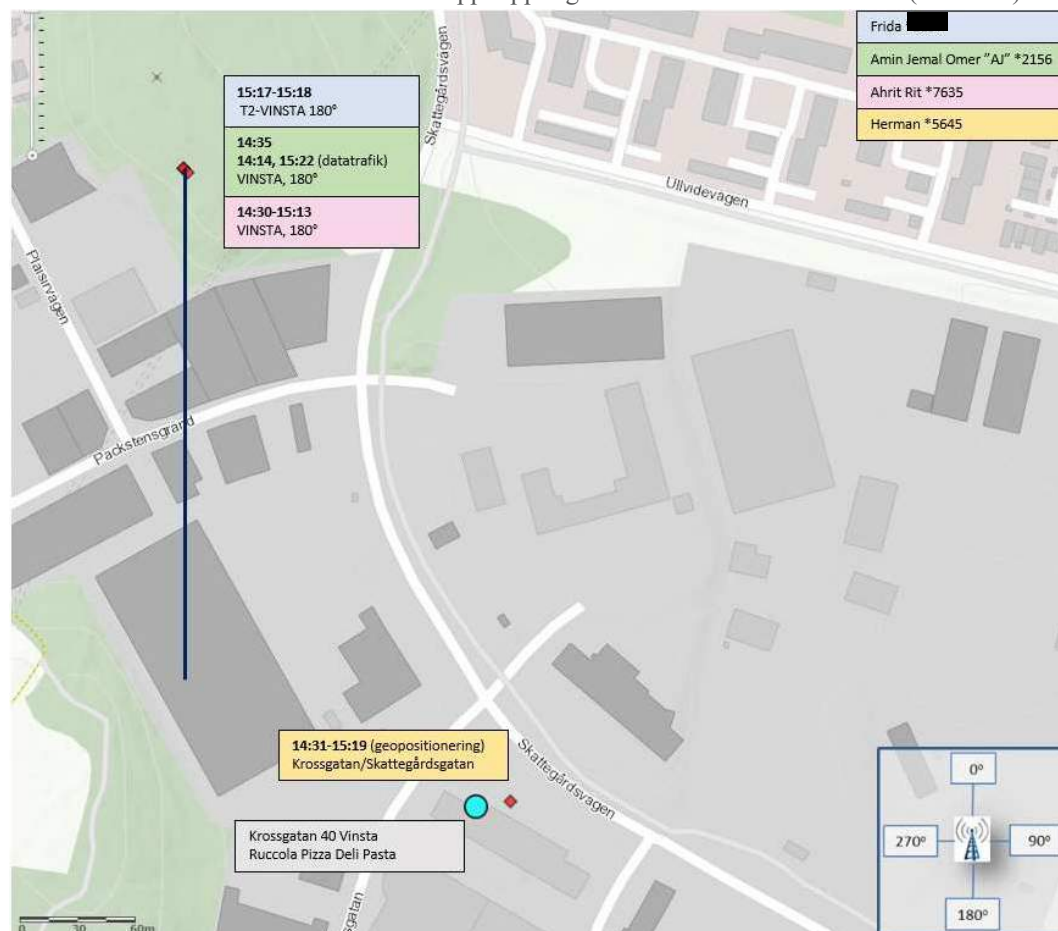 Frida
Amin Jemal Omer "AJ" *2156
Ahrit Rit *7635
Herman *5645
15:17-15:18
T2-VINSTA 180°
14:35
14:14, 15:22 (datatrafik)
VINSTA, 180°
14:30-15:13
VINSTA, 180°
Skattegårdsvägen
Ullvidevägen
Plaisirvägen
Packstensgränd
14:31-15:19 (geopositionering)
Krossgatan/Skattegårdsgatan
Skattegårdsvägen
Krossgatan 40 Vinsta
Ruccola Pizza Deli Pasta
0°
270°
90°
180°
0 30 60m